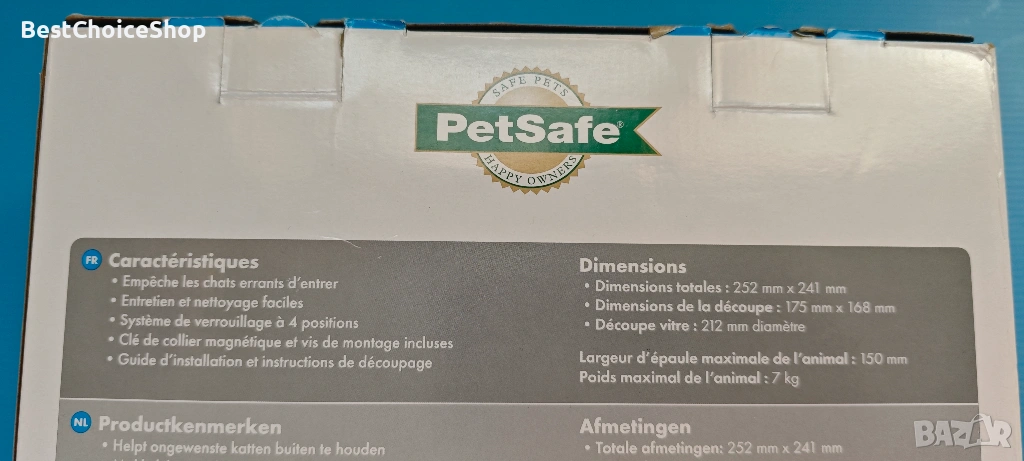 BestChoiceShop
SAFE PETS
PetSafe®
HAPPY OWNERS
FR Caractéristiques
• Empêche les chats errants d'entrer
• Entretien et nettoyage faciles
• Système de verrouillage à 4 positions
• Clé de collier magnétique et vis de montage incluses
• Guide d'installation et instructions de découpage
Dimensions
• Dimensions totales : 252 mm x 241 mm
• Dimensions de la découpe : 175 mm x 168 mm
• Découpe vitre : 212 mm diamètre
Largeur d'épaule maximale de l'animal : 150 mm
Poids maximal de l'animal : 7 kg
NL Productkenmerken
• Helpt ongewenste katten buiten te houden
Afmetingen
• Totale afmetingen: 252 mm x 241 mm
BAZAR